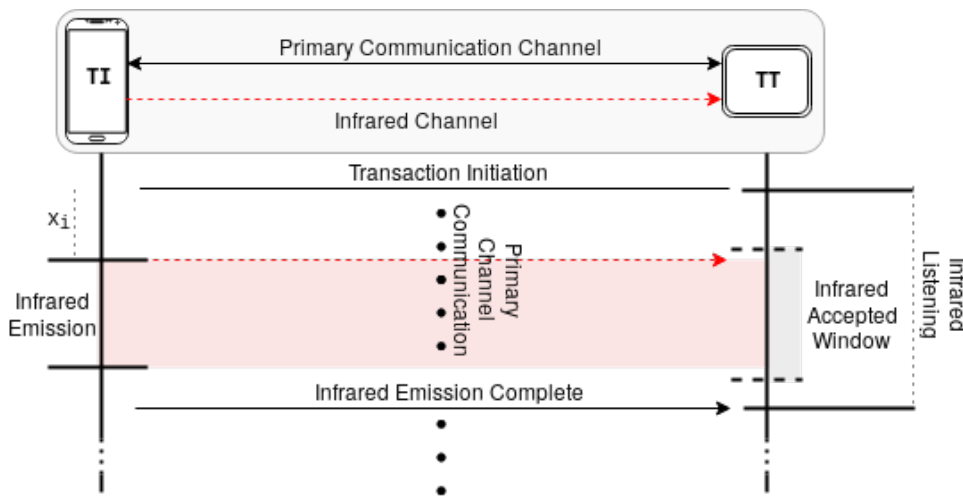 Primary Communication Channel
TI
TT
Infrared Channel
Transaction Initiation
xi
Primary
Channel
Communication
Infrared
Emission
Infrared
Accepted
Window
Infrared
Listening
Infrared Emission Complete